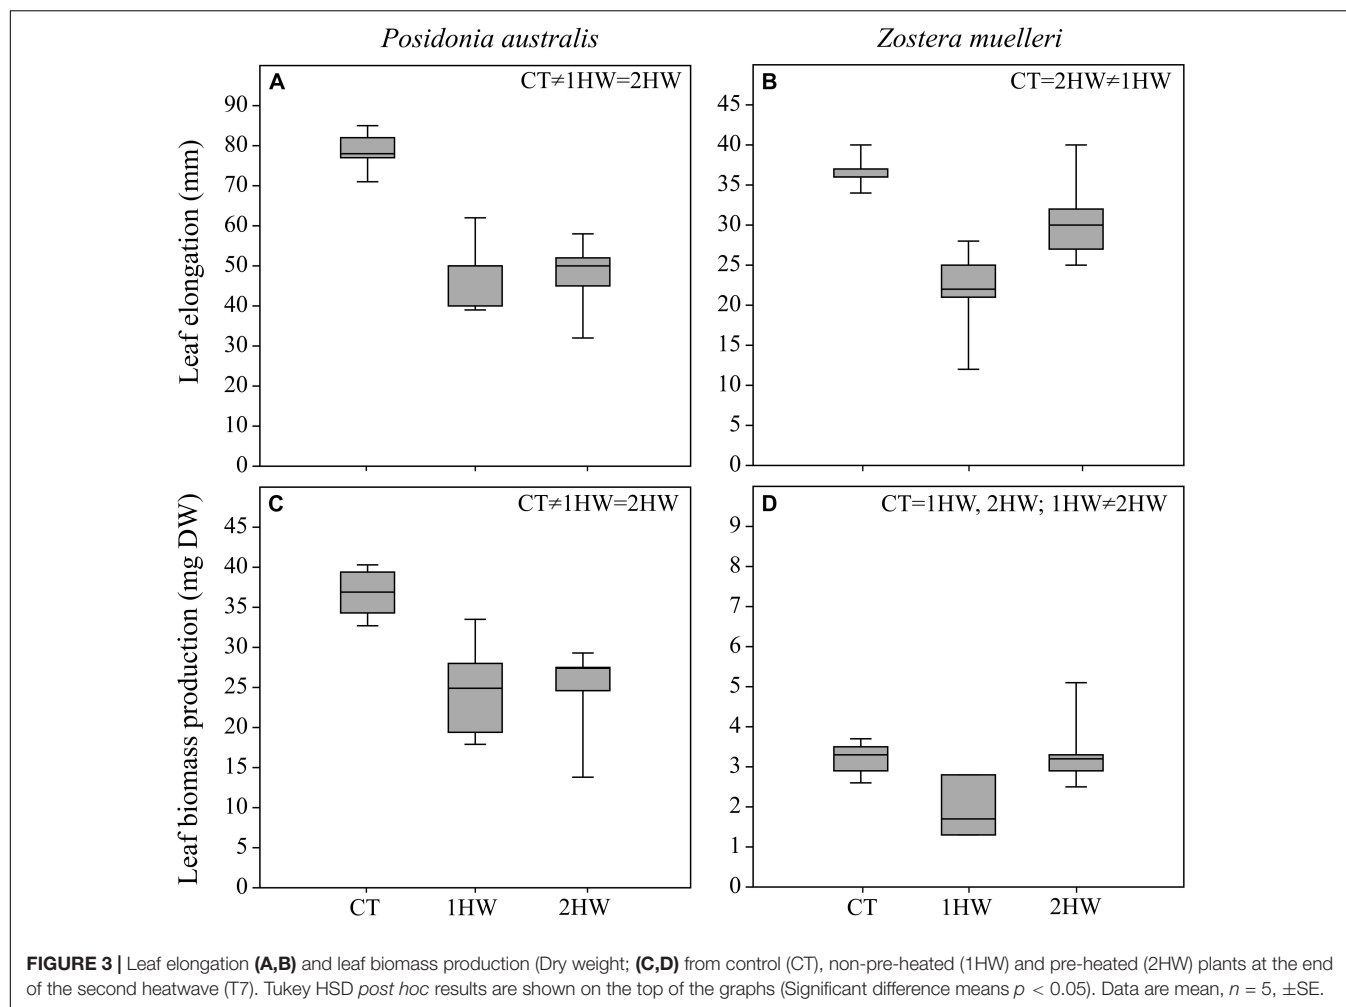 Posidonia australis
Zostera muelleri
A
CT≠1HW=2HW
Leaf elongation (mm)
90
80
70
60
50
40
30
20
10
0
B
CT=2HW≠1HW
45
40
35
30
25
20
15
10
5
0
C
CT≠1HW=2HW
Leaf biomass production (mg DW)
45
40
35
30
25
20
15
10
5
0
CT 1HW 2HW
D
CT=1HW, 2HW; 1HW≠2HW
9
8
7
6
5
4
3
2
1
0
CT 1HW 2HW
FIGURE 3 | Leaf elongation (A,B) and leaf biomass production (Dry weight; (C,D) from control (CT), non-pre-heated (1HW) and pre-heated (2HW) plants at the end
of the second heatwave (T7). Tukey HSD post hoc results are shown on the top of the graphs (Significant difference means p < 0.05). Data are mean, n = 5, ±SE.